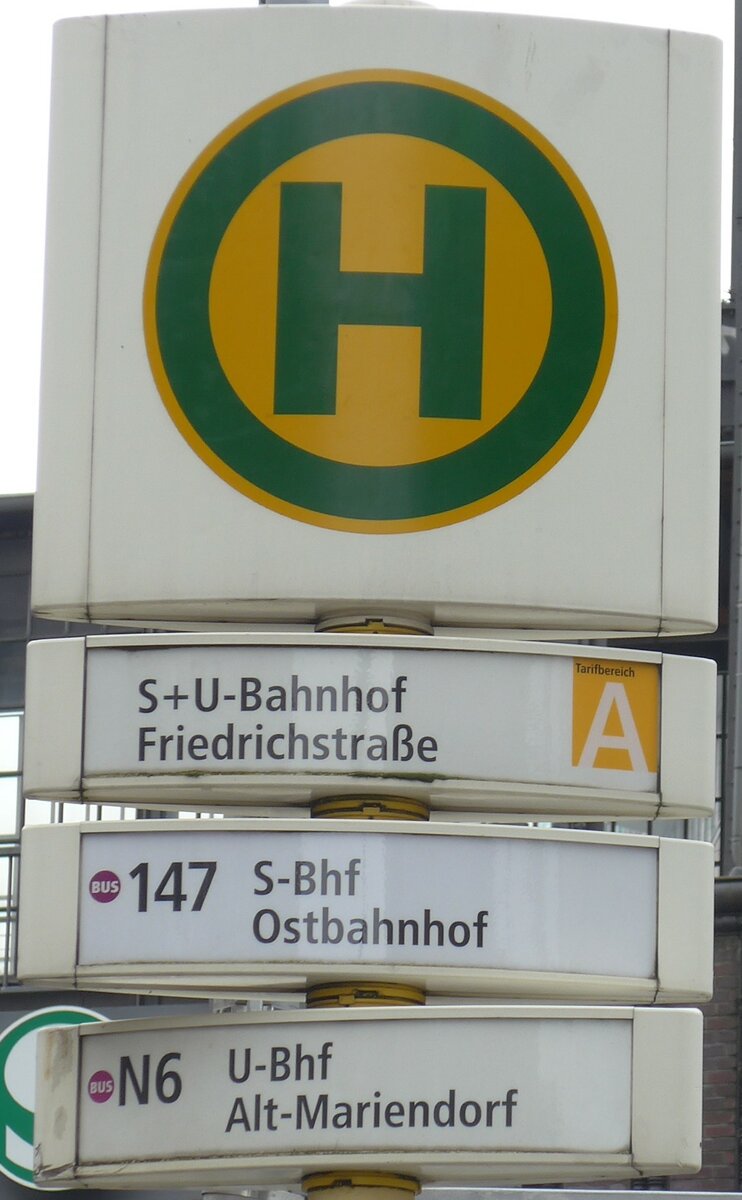 H
S+U-Bahnhof
Friedrichstraße
Tarifbereich
A
BUS 147 S-Bhf
Ostbahnhof
BUS N6 U-Bhf
Alt-Mariendorf